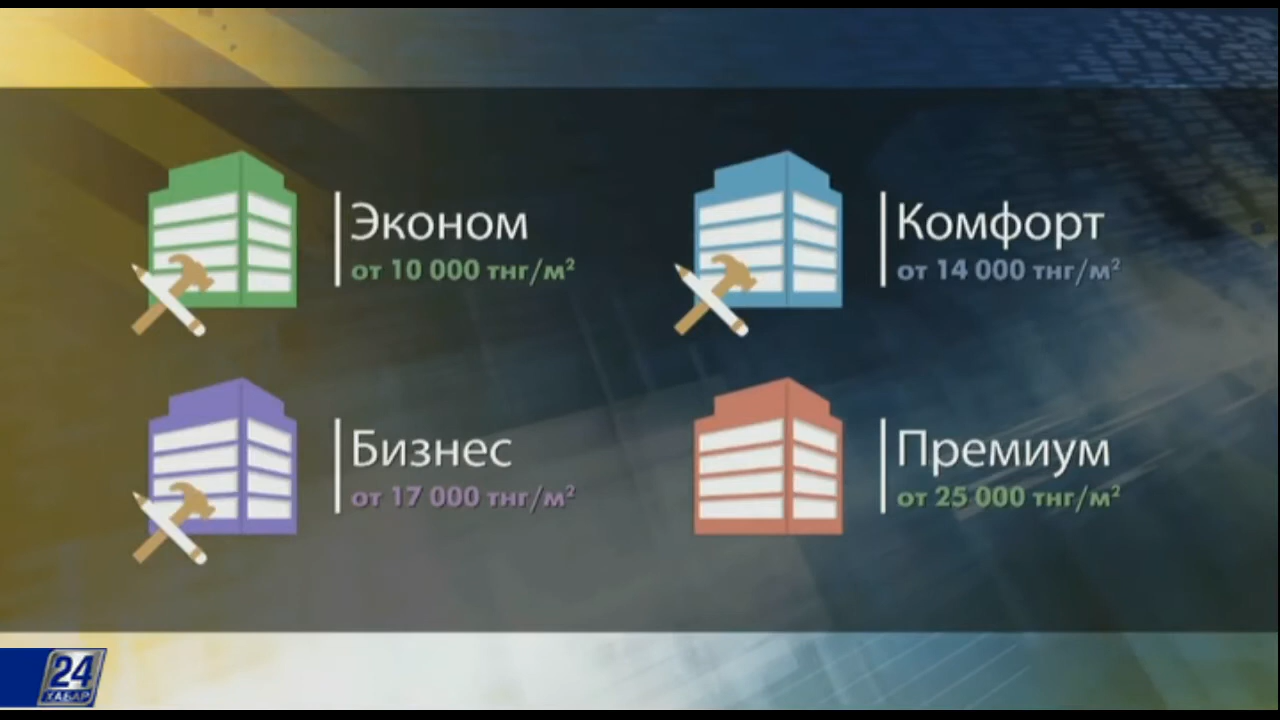 Эконом
от 10 000 тнг/м²
Комфорт
от 14 000 тнг/м²
Бизнес
от 17 000 тнг/м²
Премиум
от 25 000 тнг/м²
24
ХАБАР